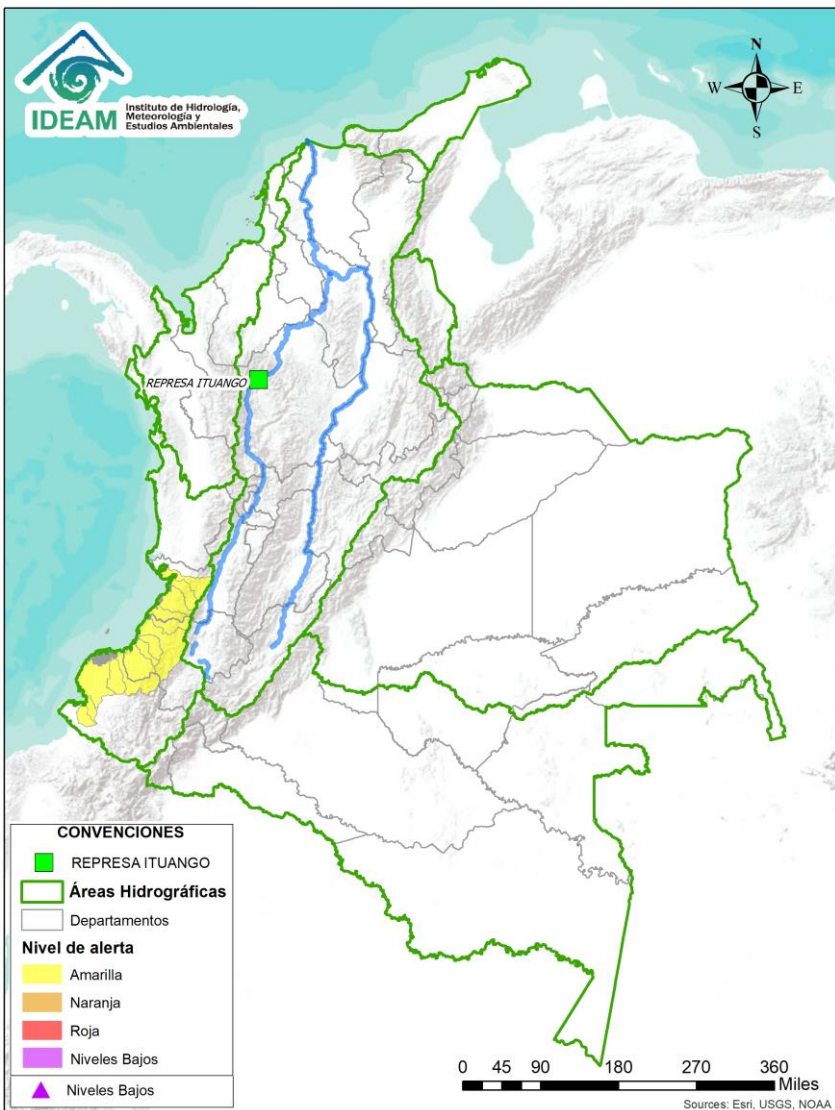 IDEAM
Instituto de Hidrología,
Meteorología y
Estudios Ambientales
N
W
E
S
REPRESA ITUANGO
CONVENCIONES
REPRESA ITUANGO
Áreas Hidrográficas
Departamentos
Nivel de alerta
Amarilla
Naranja
Roja
Niveles Bajos
Niveles Bajos
0 45 90 180 270 360
Miles
Sources: Esri, USGS, NOAA